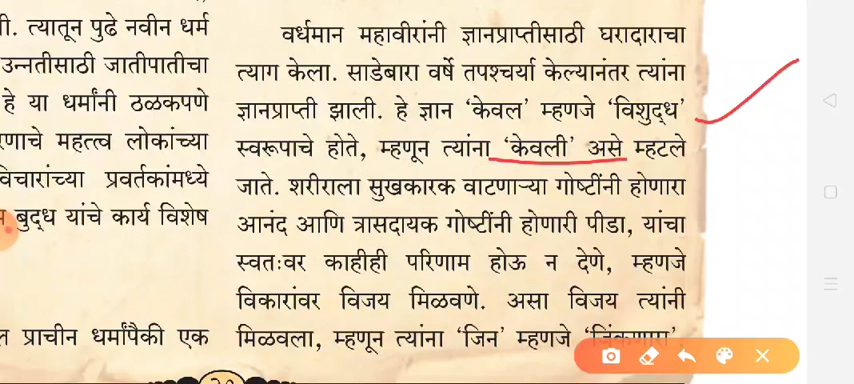 त्यातून पुढे नवीन धर्म
उन्नतीसाठी जातीपातीचा
हे या धर्मांनी ठळकपणे
महत्त्व लोकांच्या
विचारांच्या प्रवर्तकांमध्ये
बुद्ध यांचे कार्य विशेष
प्राचीन धर्मांपैकी एक
वर्धमान महावीरांनी ज्ञानप्राप्तीसाठी घरादाराचा
त्याग केला. साडेबारा वर्षे तपश्चर्या केल्यानंतर त्यांना
ज्ञानप्राप्ती झाली. हे ज्ञान ‘केवल’ म्हणजे ‘विशुद्ध’
स्वरूपाचे होते, म्हणून त्यांना ‘केवली’ असे म्हटले
जाते. शरीराला सुखकारक वाटणाऱ्या गोष्टींनी होणारा
आनंद आणि त्रासदायक गोष्टींनी होणारी पीडा, यांचा
स्वतःवर काहीही परिणाम होऊ न देणे, म्हणजे
विकारांवर विजय मिळवणे. असा विजय त्यांनी
मिळवला, म्हणून त्यांना ‘जिन’ म्हणजे